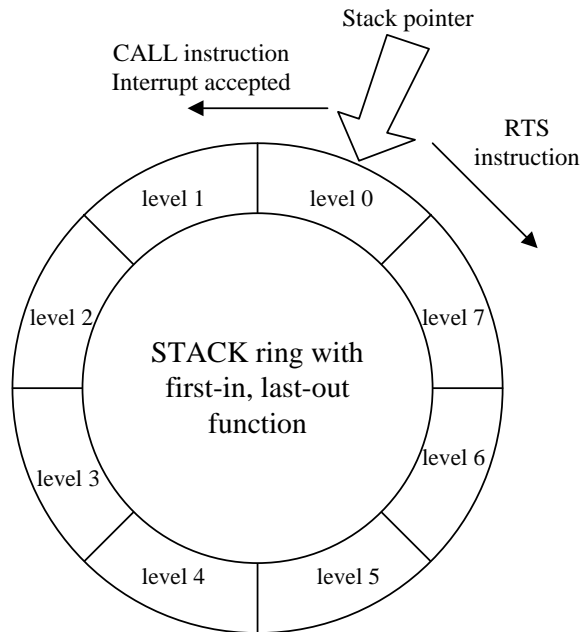 Stack pointer
CALL instruction
Interrupt accepted
RTS
instruction
level 1
level 0
level 2
level 7
STACK ring with
first-in, last-out
function
level 3
level 6
level 4
level 5